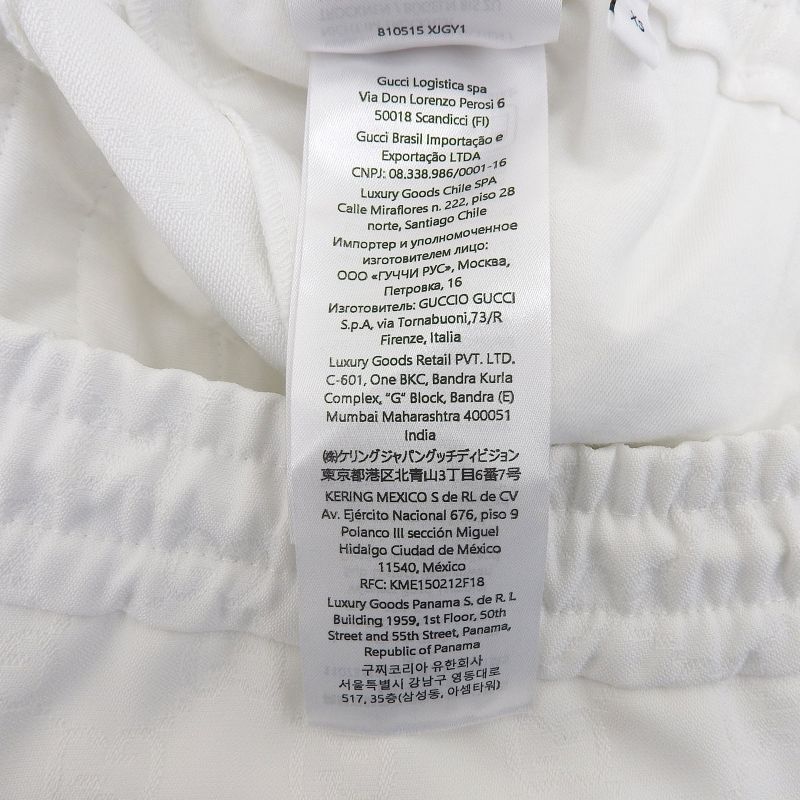 810515 XJGY1
XS
Gucci Logistica spa
Via Don Lorenzo Perosi 6
50018 Scandicci (FI)
Gucci Brasil Importação e
Exportação LTDA
CNPJ: 08.338.986/0001-16
Luxury Goods Chile SPA
Calle Miraflores n. 222, piso 28
norte, Santiago Chile
Импортер и уполномоченное
изготовителем лицо:
ООО «ГУЧЧИ РУС», Москва,
Петровка, 16
Изготовитель: GUCCIO GUCCI
S.p.A, via Tornabuoni,73/R
Firenze, Italia
Luxury Goods Retail PVT. LTD.
C-601, One BKC, Bandra Kurla
Complex, "G" Block, Bandra (E)
Mumbai Maharashtra 400051
India
㈱ケリングジャパングッチディビジョン
東京都港区北青山3丁目6番7号
KERING MEXICO S de RL de CV
Av. Ejército Nacional 676, piso 9
Polanco III sección Miguel
Hidalgo Ciudad de México
11540, México
RFC: KME150212F18
Luxury Goods Panama S. de R. L
Building 1959, 1st Floor, 50th
Street and 55th Street, Panama,
Republic of Panama
구찌코리아 유한회사
서울특별시 강남구 영동대로
517, 35층(삼성동, 아셈타워)